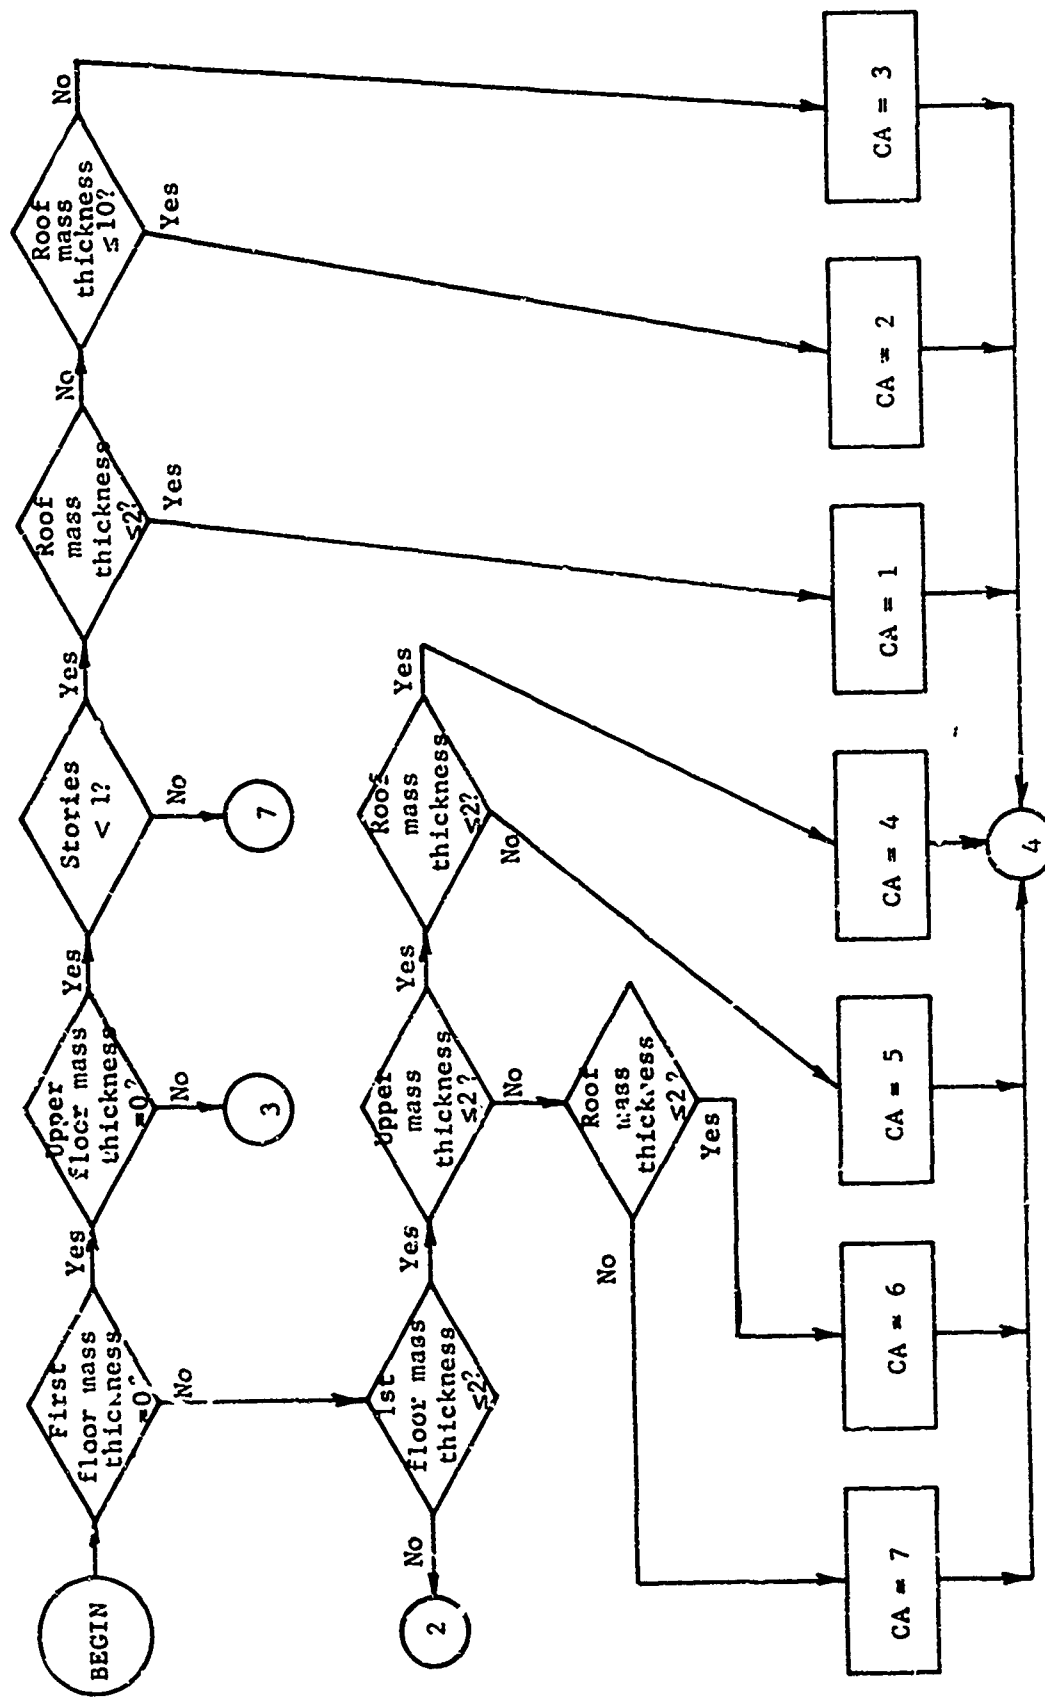 BEGIN
First
floor mass
thickness
=0?
Yes
No
Upper
floor mass
thickness
=0?
Yes
No
3
Stories
< 1?
Yes
No
7
Roof
mass
thickness
≤2?
No
Yes
Roof
mass
thickness
≤10?
No
Yes
1st
floor mass
thickness
≤2?
No
2
Yes
Upper
mass
thickness
≤2?
Yes
No
Roof
mass
thickness
≤2?
Yes
No
Roof
mass
thickness
≤2?
No
Yes
CA = 7
CA = 6
CA = 5
CA = 4
CA = 1
CA = 2
CA = 3
4